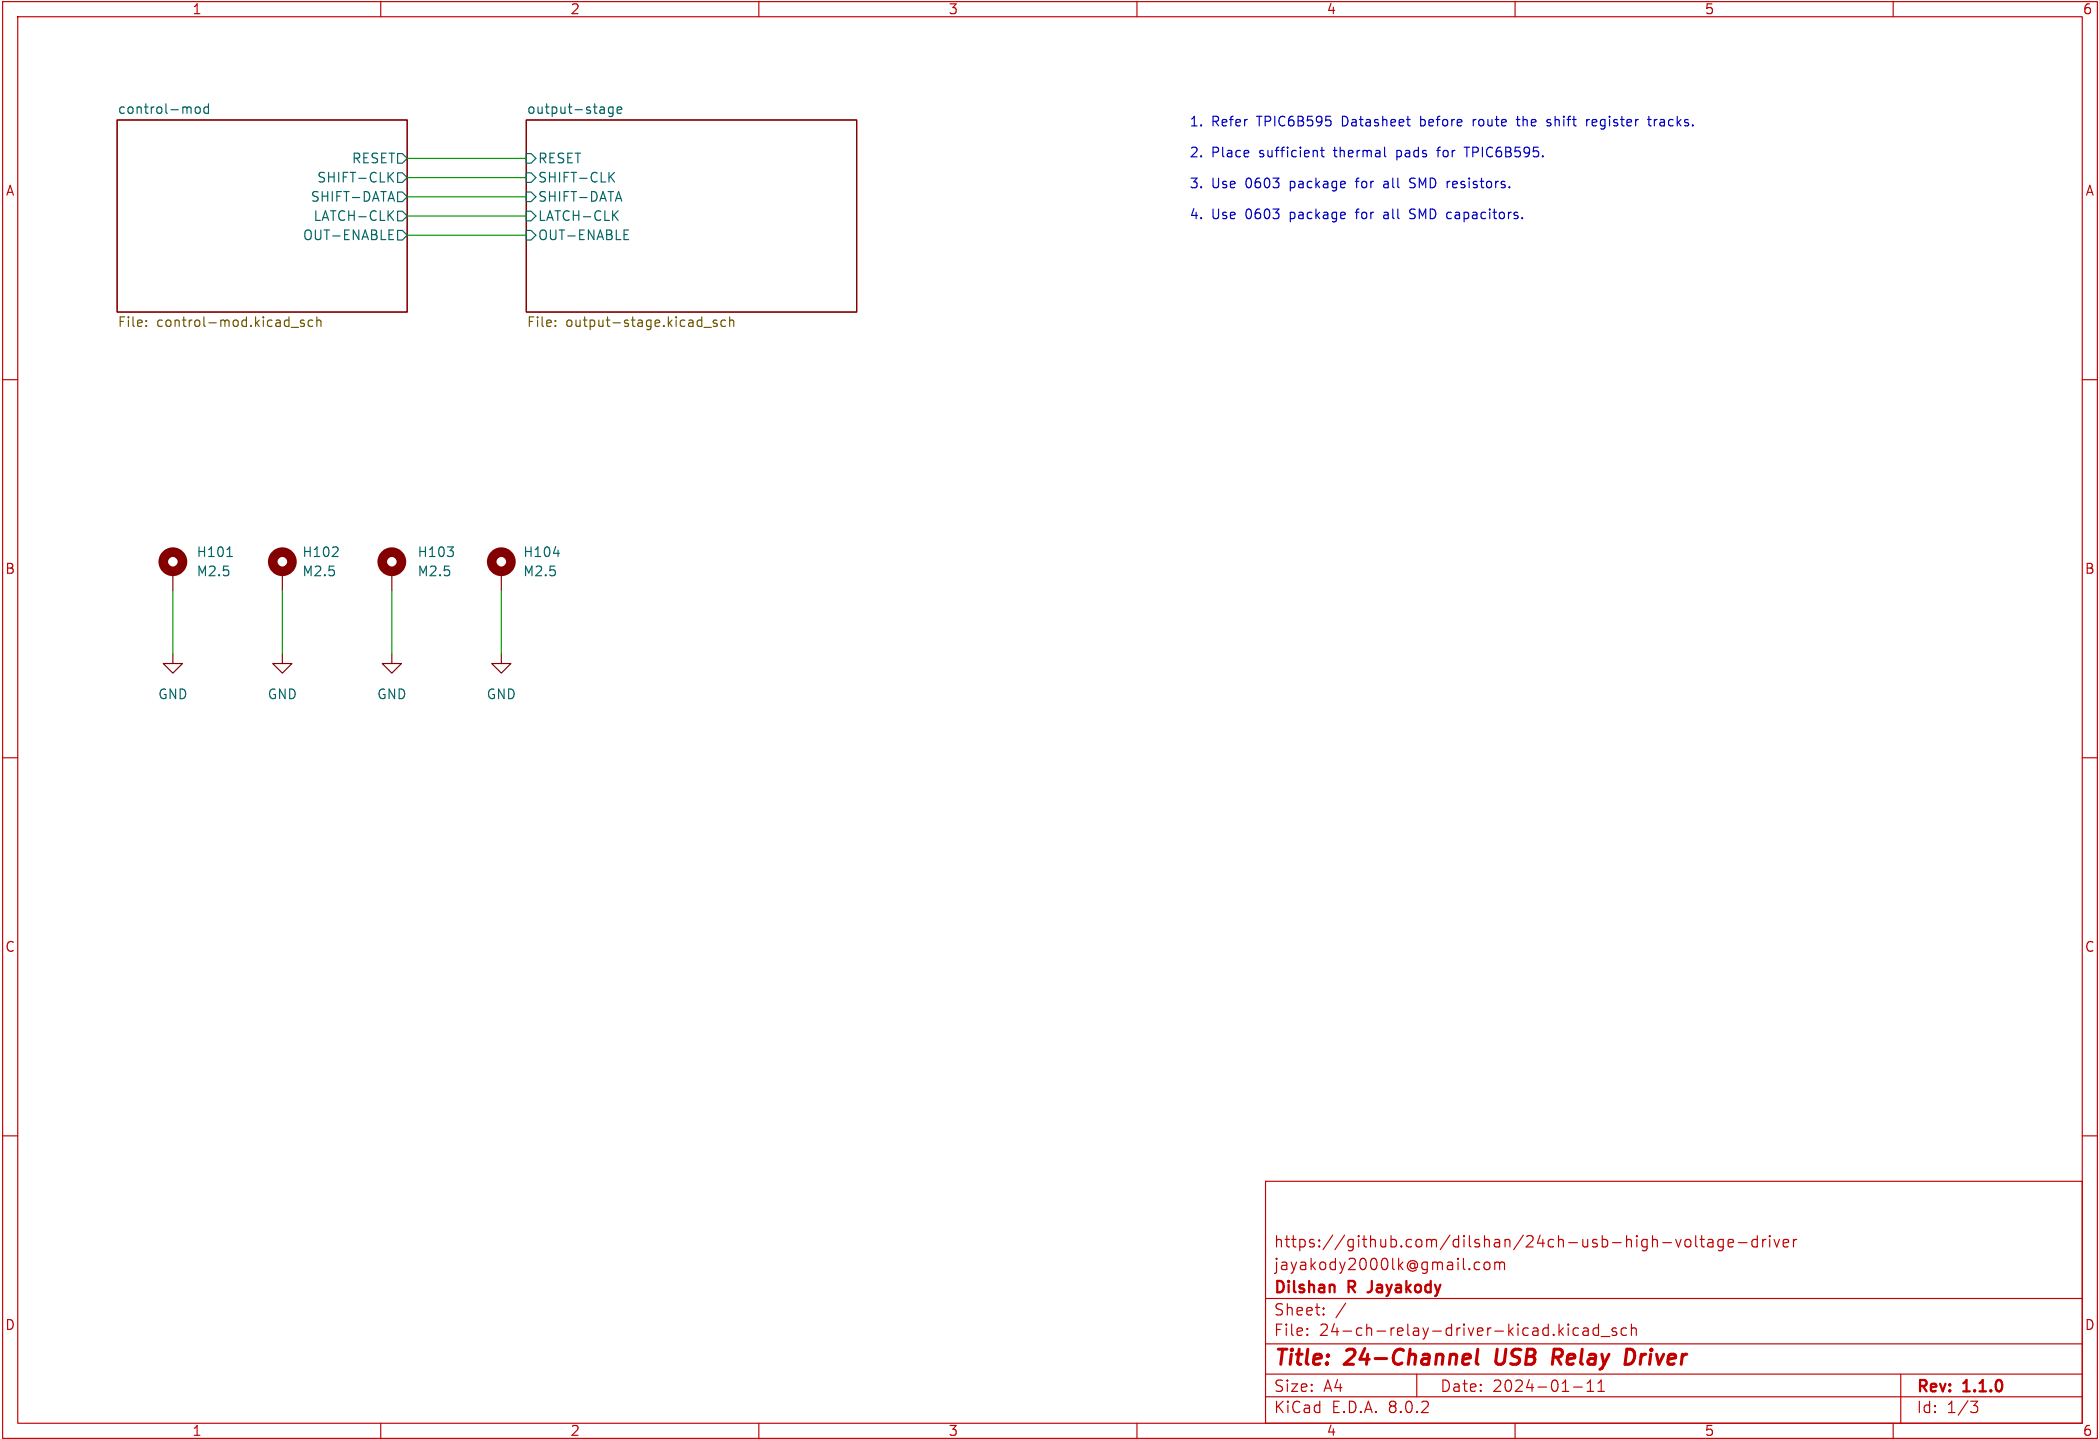 1 2 3 4 5 6
control-mod
RESET
SHIFT-CLK
SHIFT-DATA
LATCH-CLK
OUT-ENABLE
File: control-mod.kicad_sch
output-stage
RESET
SHIFT-CLK
SHIFT-DATA
LATCH-CLK
OUT-ENABLE
File: output-stage.kicad_sch
1. Refer TPIC6B595 Datasheet before route the shift register tracks.
2. Place sufficient thermal pads for TPIC6B595.
3. Use 0603 package for all SMD resistors.
4. Use 0603 package for all SMD capacitors.
A A
H101
M2.5
H102
M2.5
H103
M2.5
H104
M2.5
B B
GND GND GND GND
C C
https://github.com/dilshan/24ch-usb-high-voltage-driver
jayakody2000lk@gmail.com
Dilshan R Jayakody
Sheet: /
File: 24-ch-relay-driver-kicad.kicad_sch
D D
Title: 24-Channel USB Relay Driver
Size: A4 Date: 2024-01-11 Rev: 1.1.0
KiCad E.D.A. 8.0.2 Id: 1/3
1 2 3 4 5 6